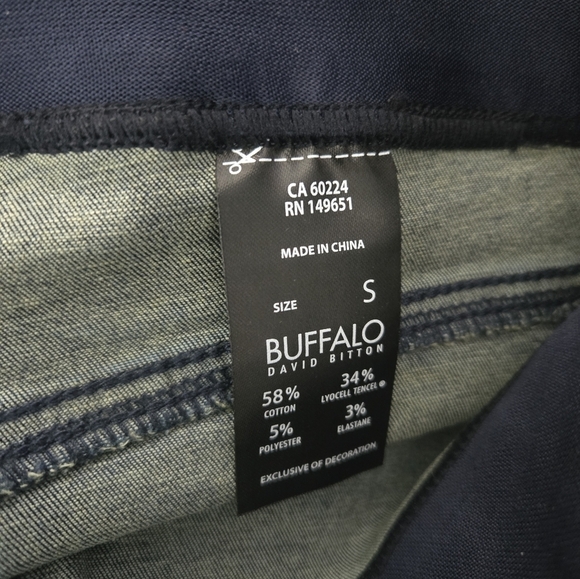 CA 60224
RN 149651
MADE IN CHINA
SIZE S
BUFFALO
DAVID BITTON
58% 34%
COTTON LYOCELL TENCEL®
5% 3%
POLYESTER ELASTANE
EXCLUSIVE OF DECORATION